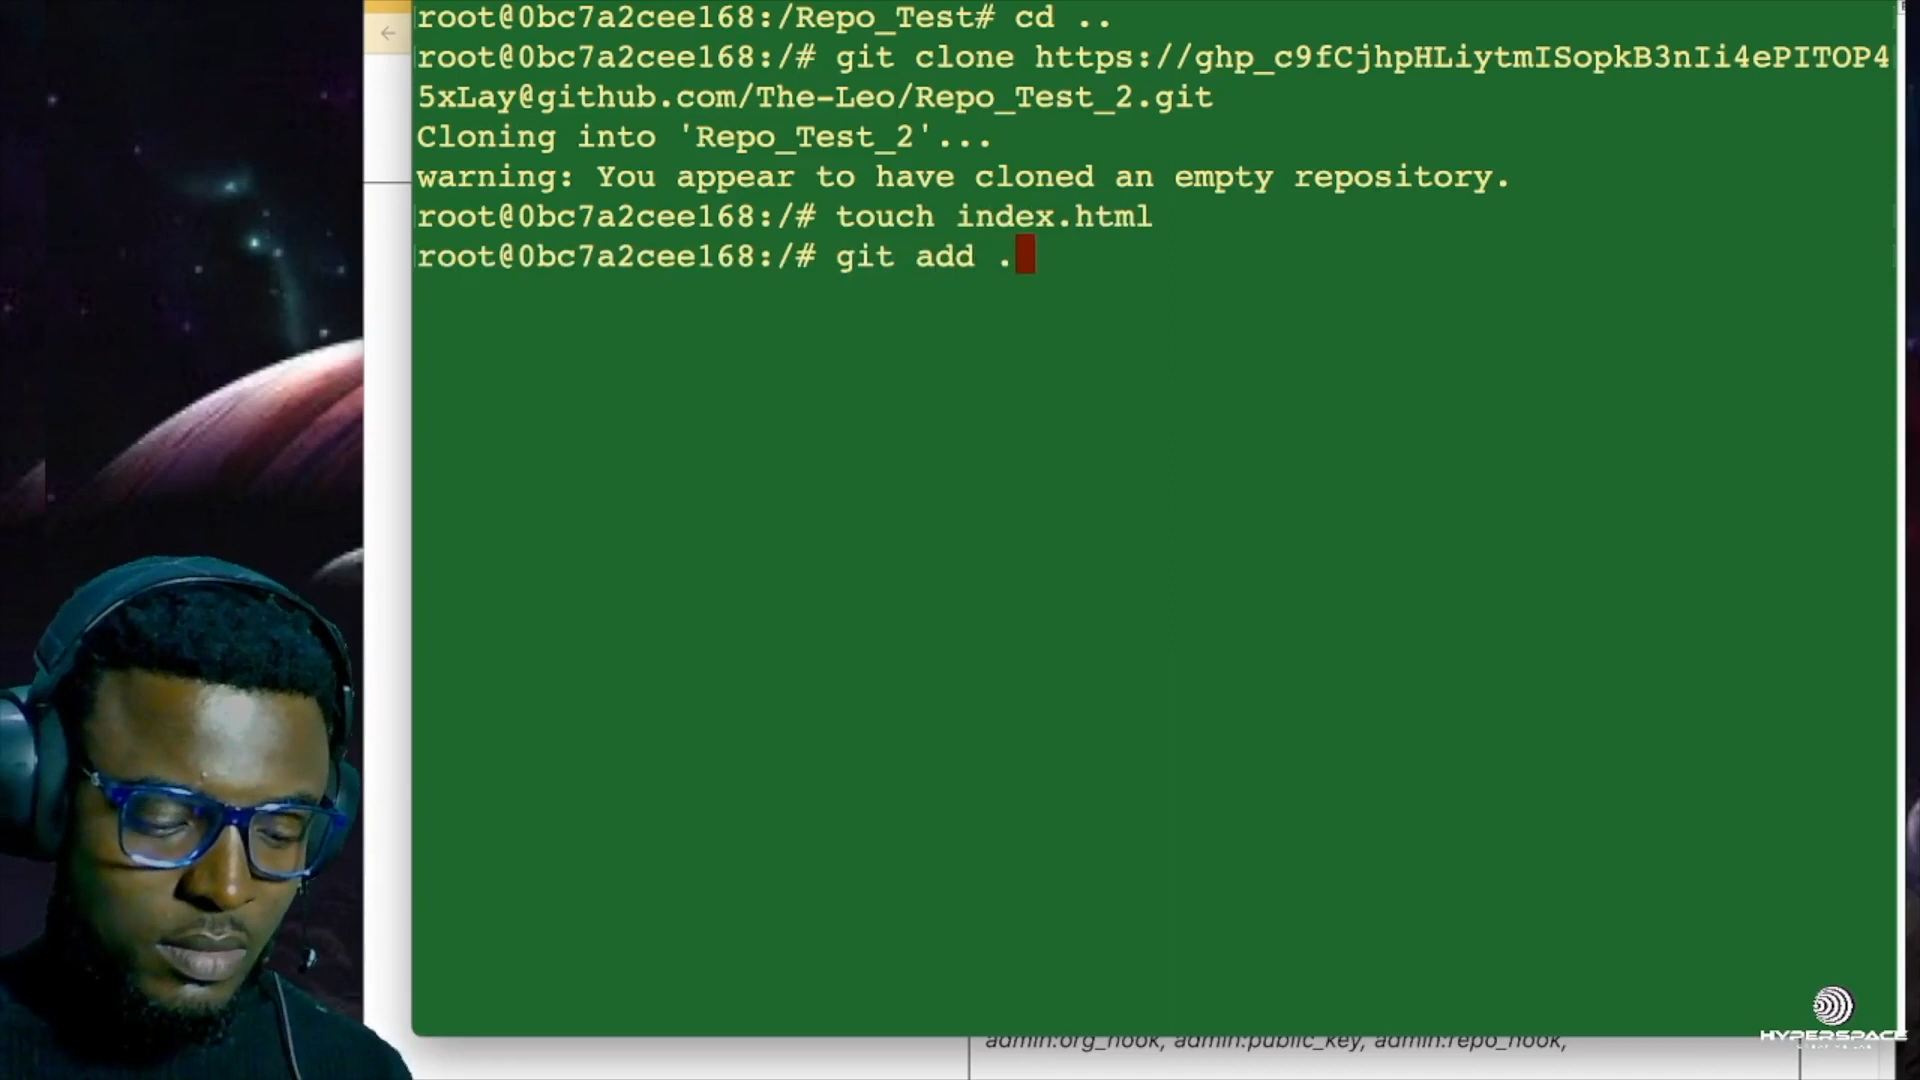 root@0bc7a2cee168:/Repo_Test# cd ..
root@0bc7a2cee168:/# git clone https://ghp_c9fCjhpHLiytmISopkB3nIi4ePITOP4
5xLay@github.com/The-Leo/Repo_Test_2.git
Cloning into 'Repo_Test_2'...
warning: You appear to have cloned an empty repository.
root@0bc7a2cee168:/# touch index.html
root@0bc7a2cee168:/# git add .
admin:org_hook, admin:public_key, admin:repo_hook,
HYPERSPACE